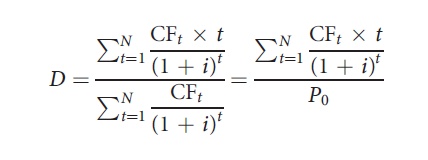 D = \frac{\sum_{t=1}^{N} \frac{CF_t \times t}{(1 + i)^t}}{\sum_{t=1}^{N} \frac{CF_t}{(1 + i)^t}} = \frac{\sum_{t=1}^{N} \frac{CF_t \times t}{(1 + i)^t}}{P_0}